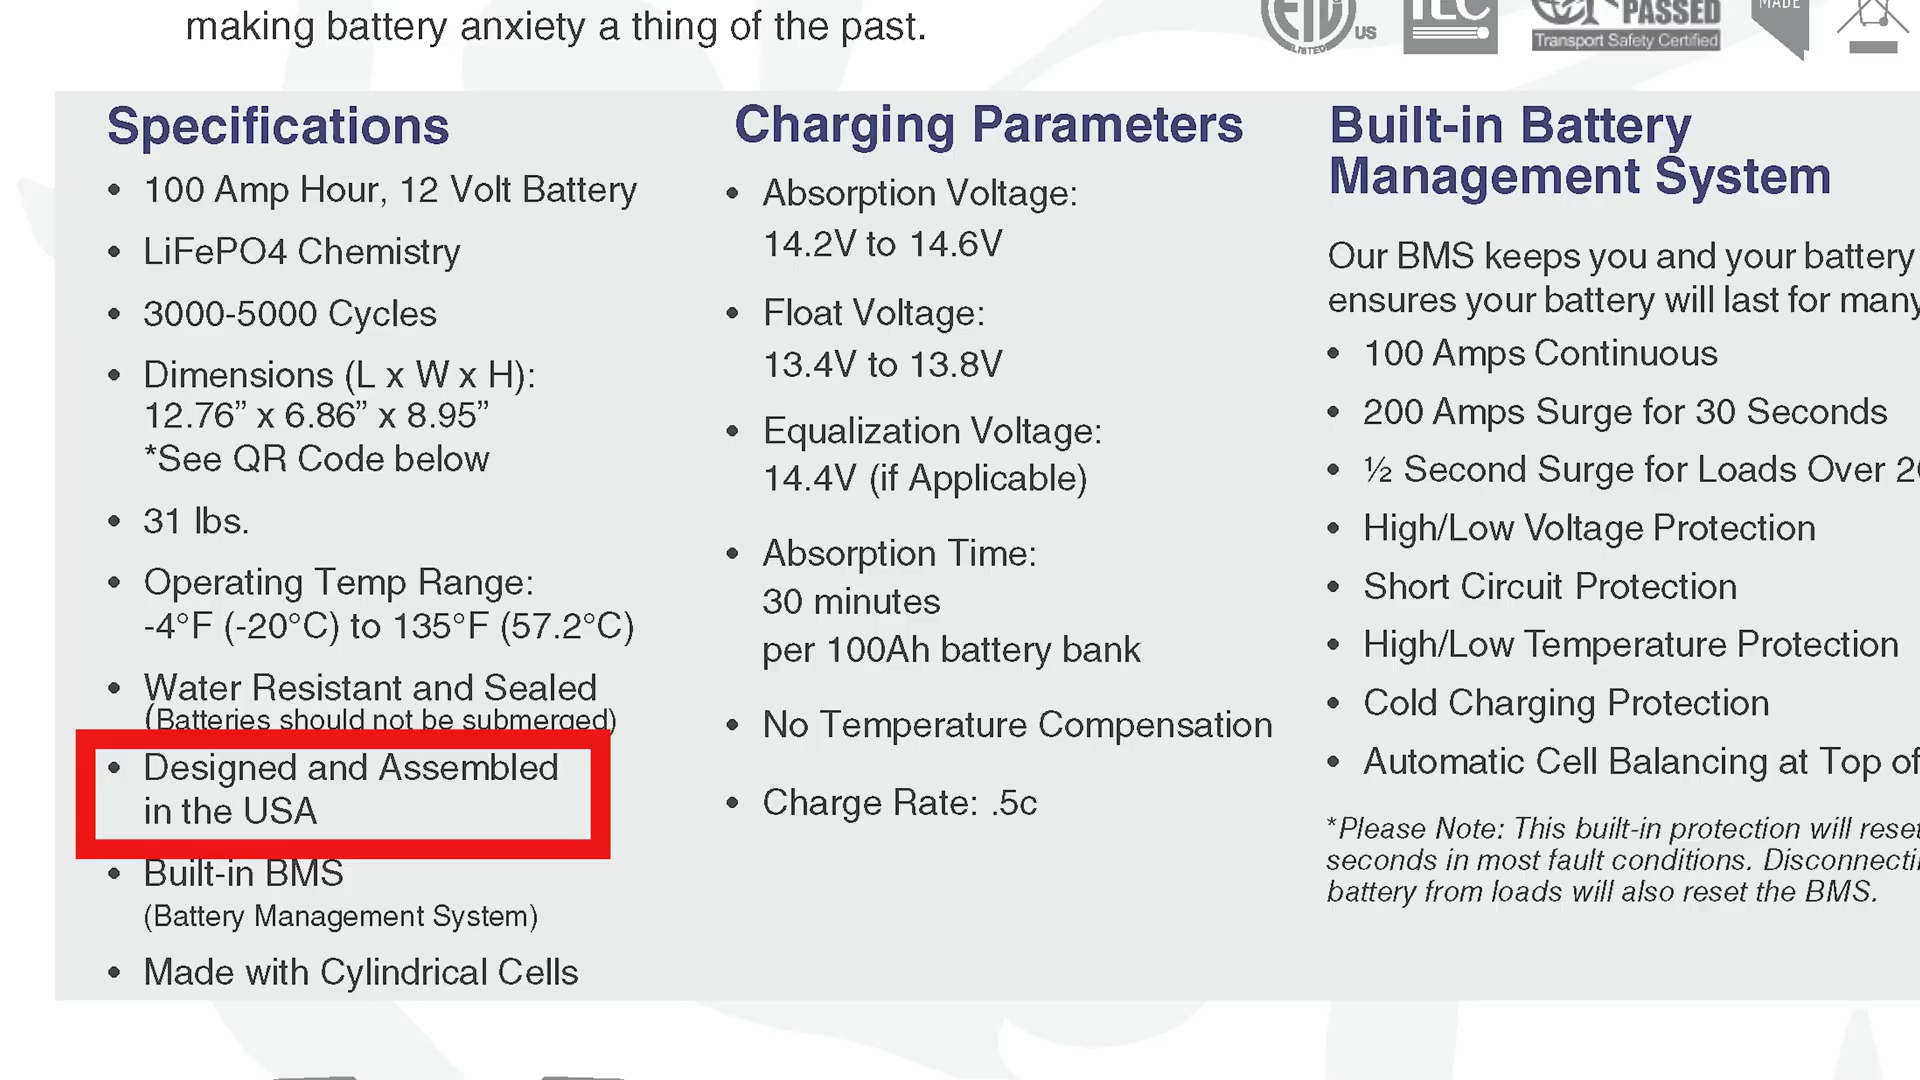 making battery anxiety a thing of the past.
ETL
LISTED
US
IEC
PASSED
Transport Safety Certified
MADE
Specifications
• 100 Amp Hour, 12 Volt Battery
• LiFePO4 Chemistry
• 3000-5000 Cycles
• Dimensions (L x W x H):
12.76” x 6.86” x 8.95”
*See QR Code below
• 31 lbs.
• Operating Temp Range:
-4°F (-20°C) to 135°F (57.2°C)
• Water Resistant and Sealed
(Batteries should not be submerged)
• Designed and Assembled
in the USA
• Built-in BMS
(Battery Management System)
• Made with Cylindrical Cells
Charging Parameters
• Absorption Voltage:
14.2V to 14.6V
• Float Voltage:
13.4V to 13.8V
• Equalization Voltage:
14.4V (if Applicable)
• Absorption Time:
30 minutes
per 100Ah battery bank
• No Temperature Compensation
• Charge Rate: .5c
Built-in Battery
Management System
Our BMS keeps you and your battery
ensures your battery will last for many
• 100 Amps Continuous
• 200 Amps Surge for 30 Seconds
• ½ Second Surge for Loads Over
• High/Low Voltage Protection
• Short Circuit Protection
• High/Low Temperature Protection
• Cold Charging Protection
• Automatic Cell Balancing at Top of
*Please Note: This built-in protection will reset
seconds in most fault conditions.
battery from loads will also reset the BMS.